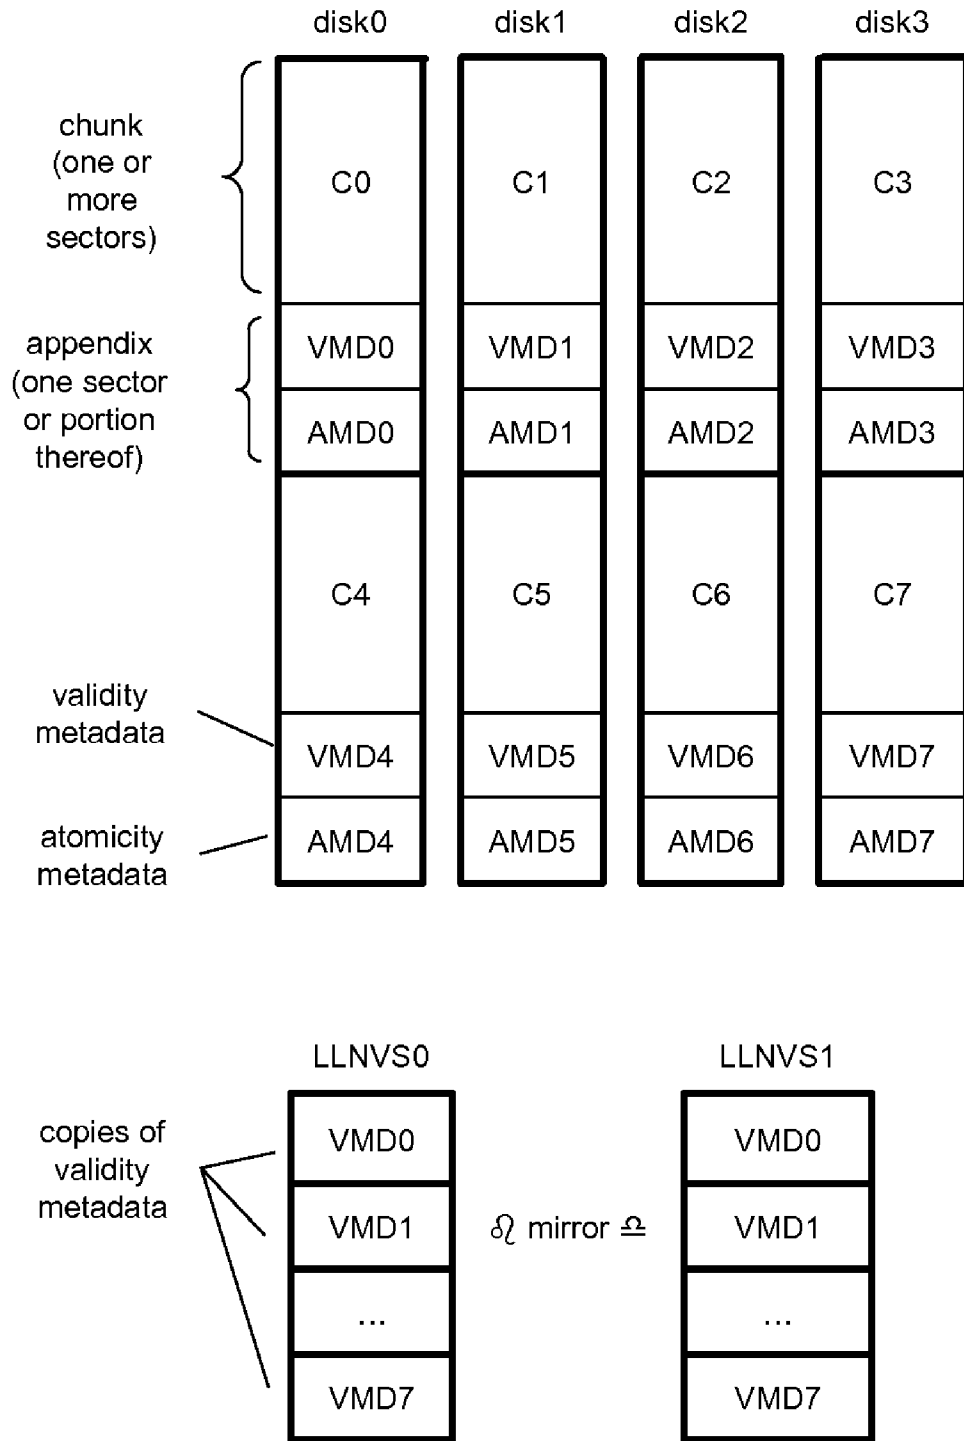 disk0 disk1 disk2 disk3
chunk
(one or
more
sectors)
C0 C1 C2 C3
appendix
(one sector
or portion
thereof)
VMD0 VMD1 VMD2 VMD3
AMD0 AMD1 AMD2 AMD3
C4 C5 C6 C7
validity
metadata
VMD4 VMD5 VMD6 VMD7
atomicity
metadata
AMD4 AMD5 AMD6 AMD7
LLNVS0 LLNVS1
copies of
validity
metadata
VMD0 VMD0
VMD1 ♌ mirror ♎ VMD1
... ...
VMD7 VMD7